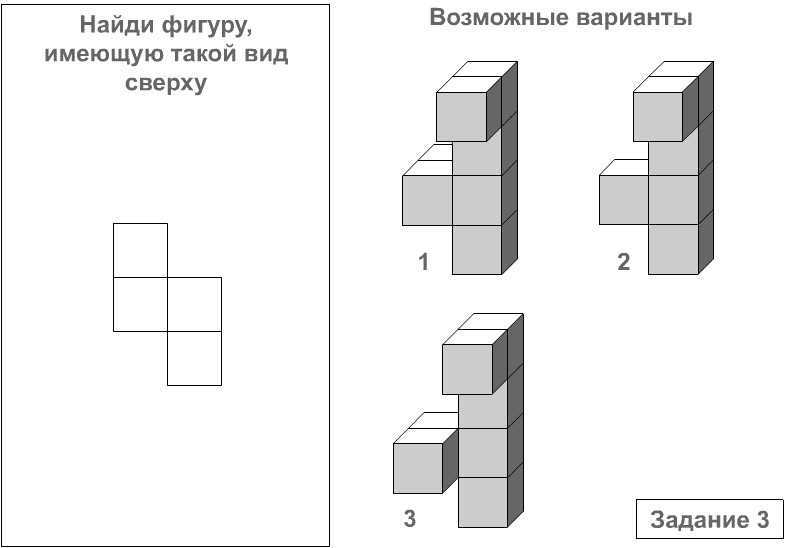 Найди фигуру,
имеющую такой вид
сверху
Возможные варианты
1
2
3
Задание 3